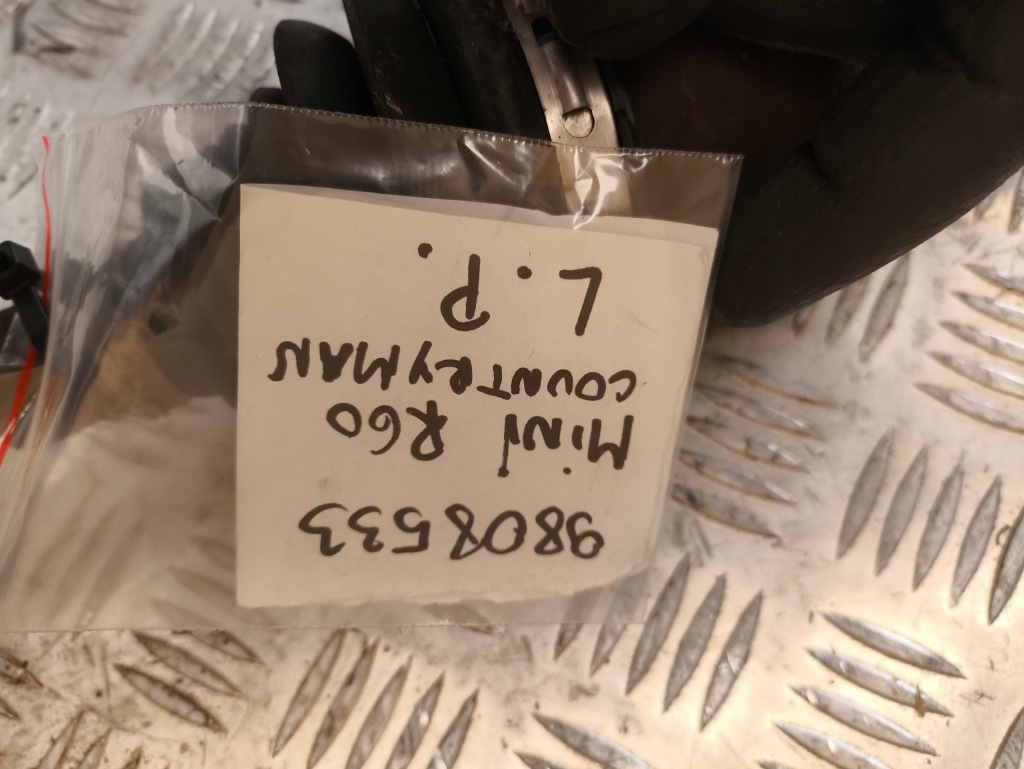 9808533
MINI R60
COUNTRYMAN
L.P.